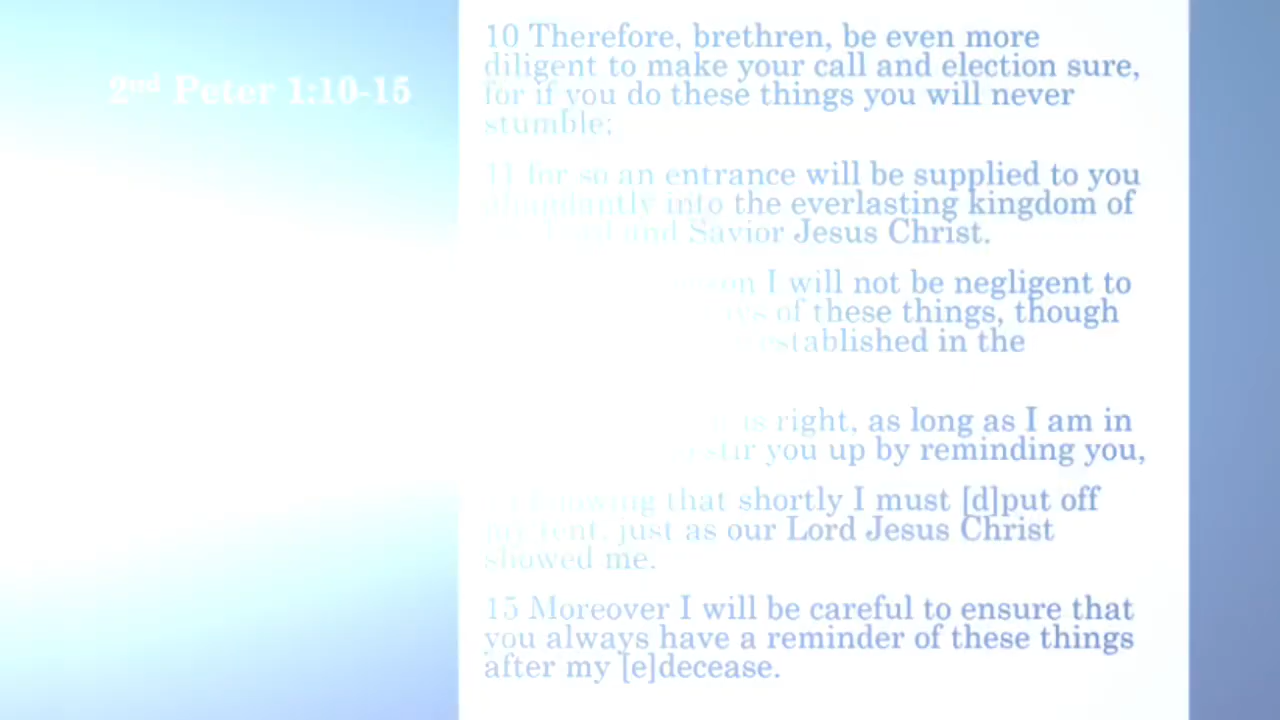 2nd Peter 1:10-15
10 Therefore, brethren, be even more
diligent to make your call and election sure,
for if you do these things you will never
stumble;
11 for so an entrance will be supplied to you
abundantly into the everlasting kingdom of
and Savior Jesus Christ.
I will not be negligent to
of these things, though
established in the
is right, as long as I am in
stir you up by reminding you,
knowing that shortly I must [d]put off
my tent, just as our Lord Jesus Christ
showed me.
15 Moreover I will be careful to ensure that
you always have a reminder of these things
after my [e]decease.